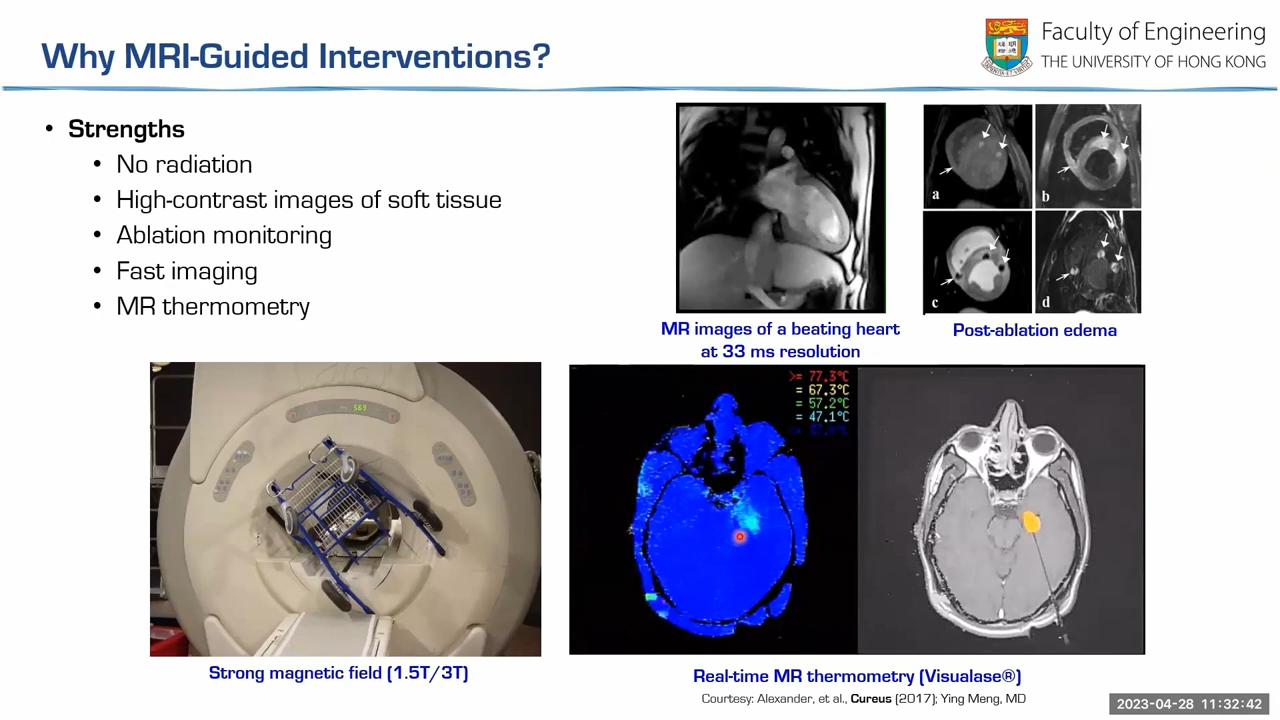 Why MRI-Guided Interventions?
Faculty of Engineering
THE UNIVERSITY OF HONG KONG
• Strengths
• No radiation
• High-contrast images of soft tissue
• Ablation monitoring
• Fast imaging
• MR thermometry
a
b
c
d
MR images of a beating heart
at 33 ms resolution
Post-ablation edema
>= 77.3°C
= 67.3°C
= 57.2°C
= 47.1°C
Strong magnetic field (1.5T/3T)
Real-time MR thermometry (Visualase®)
Courtesy: Alexander, et al., Cureus (2017); Ying Meng, MD
2023-04-28 11:32:42